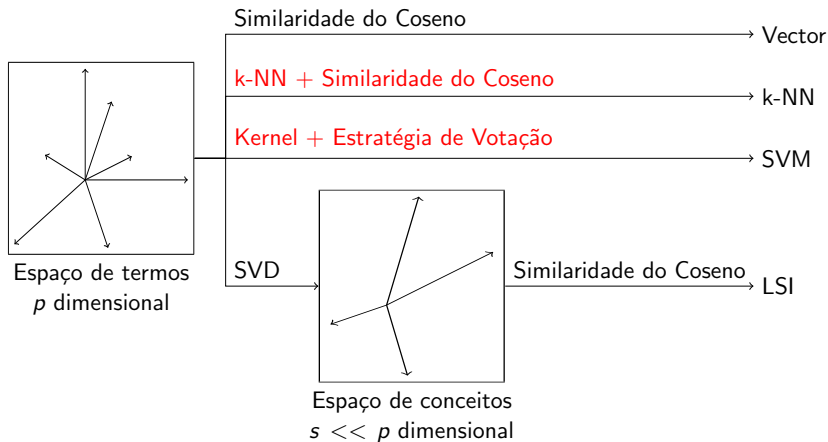 Similaridade do Coseno
Vector
k-NN + Similaridade do Coseno
k-NN
Kernel + Estratégia de Votação
SVM
Espaço de termos
p dimensional
SVD
Similaridade do Coseno
LSI
Espaço de conceitos
s << p dimensional